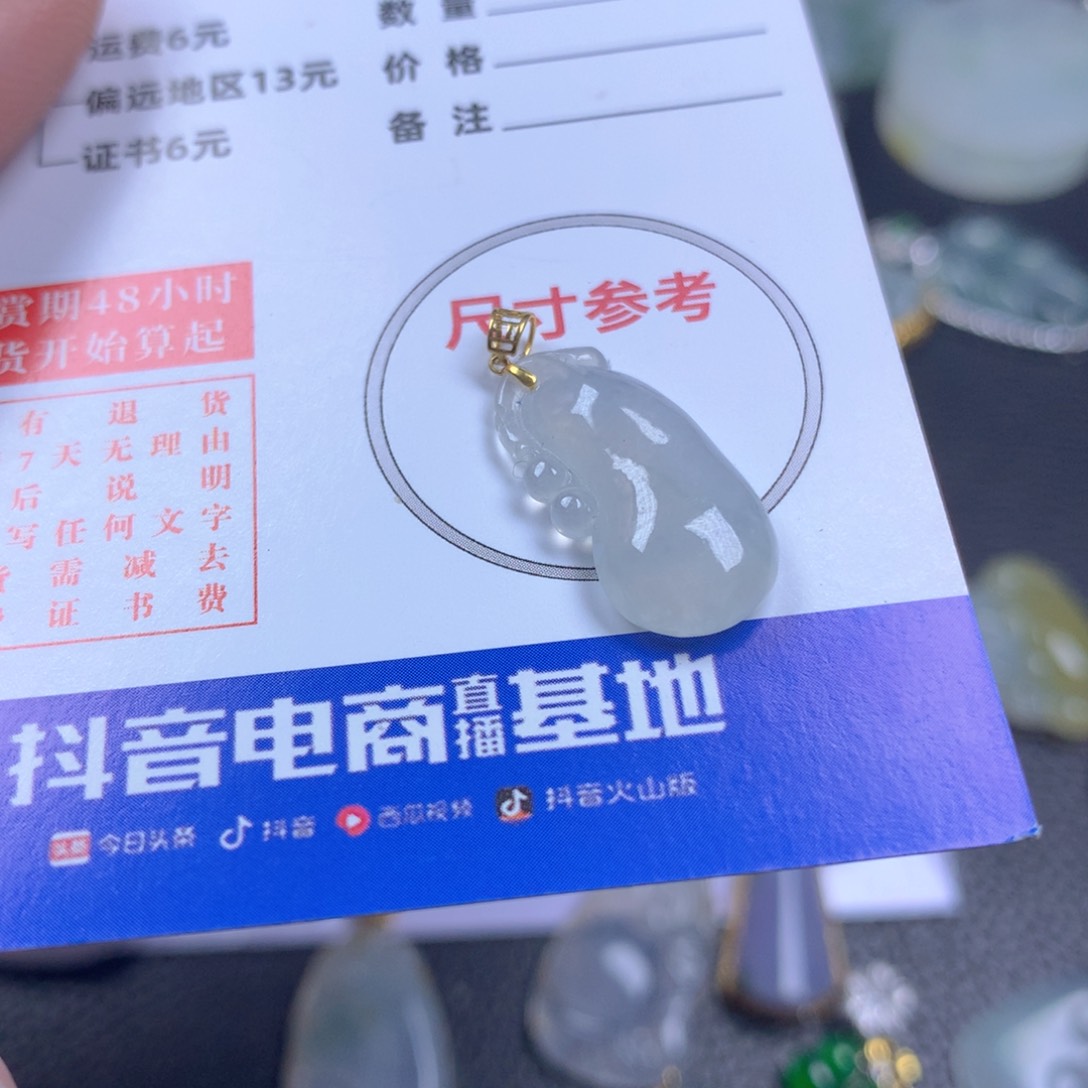 数 量
运费6元
价 格
偏远地区13元
备 注
证书6元
尺寸参考
赏期48小时
货开始算起
有 退 货
7天无理由
后 说 明
写任何文字
需 减 去
证 书 费
抖音电商直播基地
头条 今日头条 抖音 西瓜视频 抖音火山版